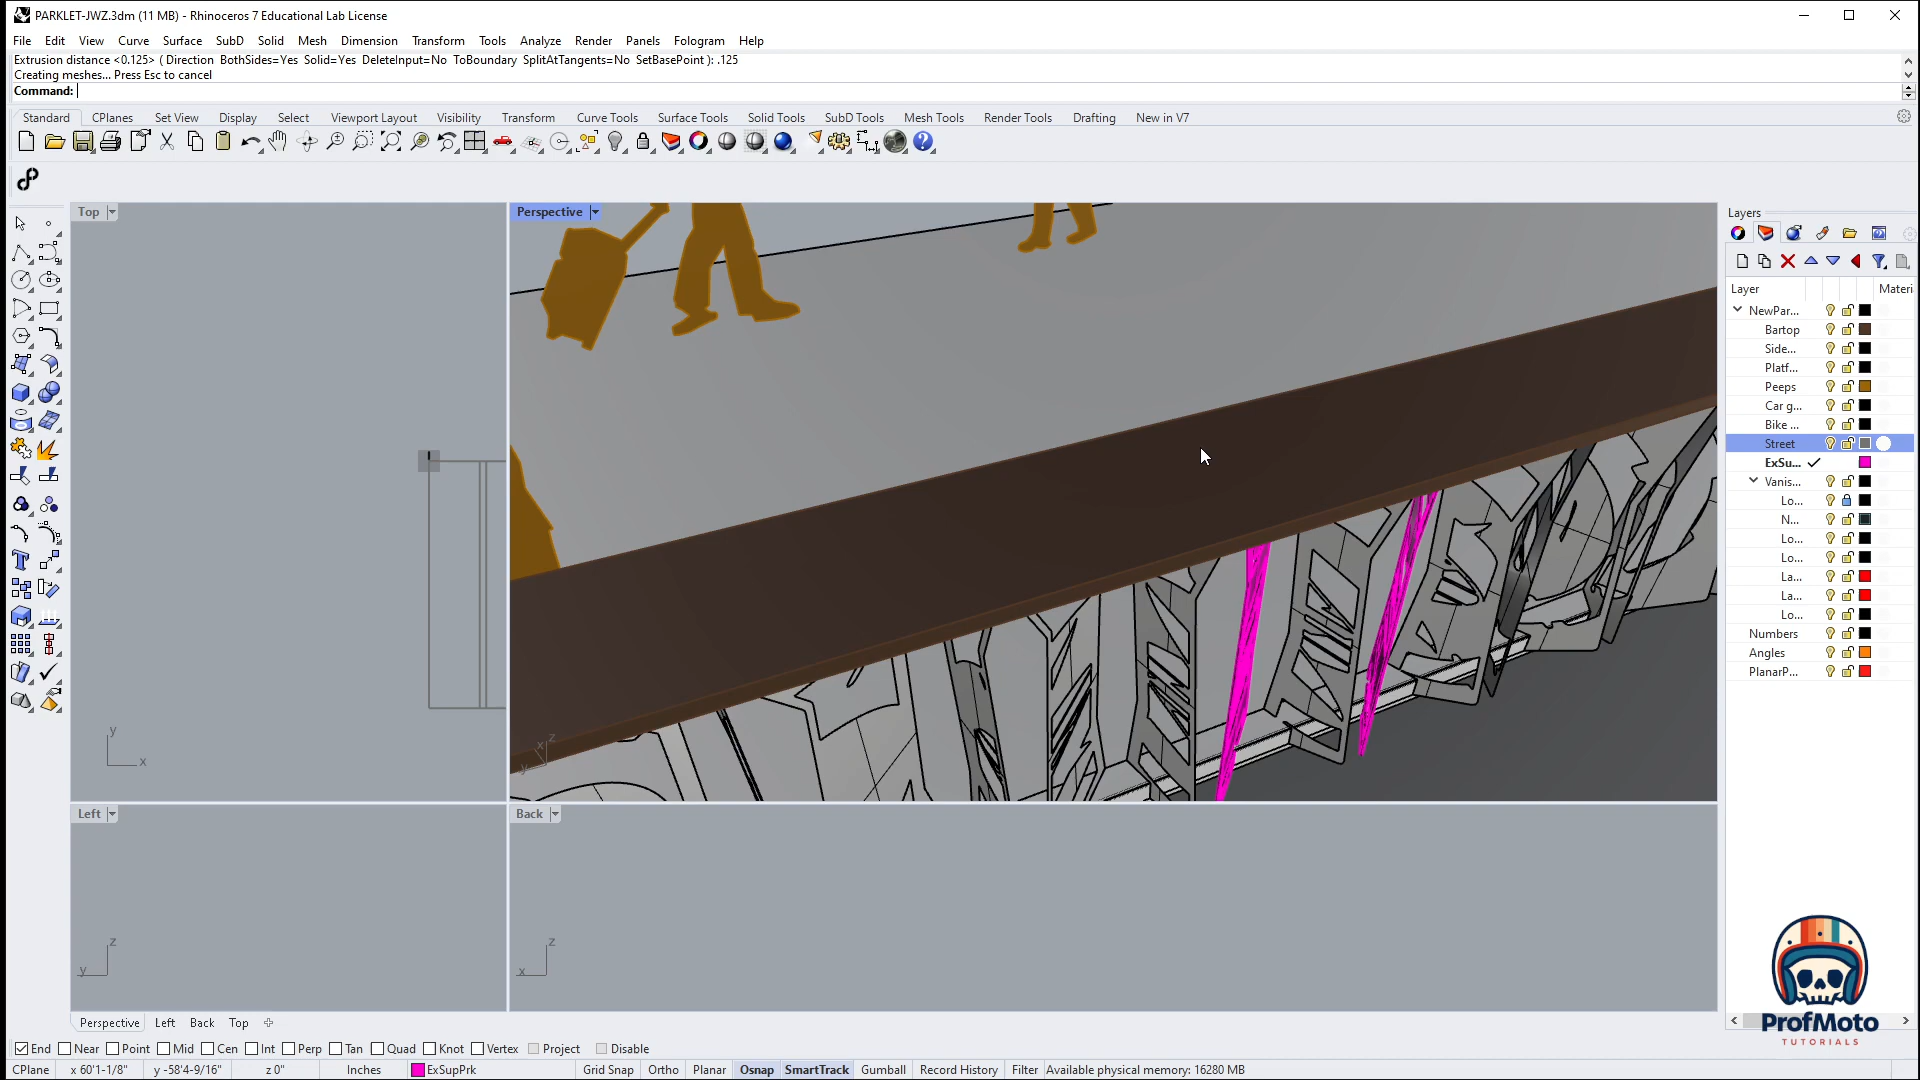 PARKLET-JWZ.3dm (11 MB) - Rhinoceros 7 Educational Lab License
File Edit View Curve Surface SubD Solid Mesh Dimension Transform Tools Analyze Render Panels Fologram Help
Extrusion distance <0.125> ( Direction BothSides=Yes Solid=Yes DeleteInput=No ToBoundary SplitAtTangents=No SetBasePoint ): .125
Creating meshes... Press Esc to cancel
Command:
Standard CPlanes Set View Display Select Viewport Layout Visibility Transform Curve Tools Surface Tools Solid Tools SubD Tools Mesh Tools Render Tools Drafting New in V7
Top
Perspective
Layers
Layer Materi
NewPar...
Bartop
Side...
Platf...
Peeps
Car g...
Bike ...
Street
ExSu...
Vanis...
Lo...
N...
Lo...
Lo...
La...
La...
Lo...
Numbers
Angles
PlanarP...
y
x
z
x
y
Left
Back
z
y
z
x
ProfMoto
TUTORIALS
Perspective Left Back Top
End Near Point Mid Cen Int Perp Tan Quad Knot Vertex Project Disable
CPlane x 60'1-1/8" y -58'4-9/16" z 0" Inches ExSupPrk Grid Snap Ortho Planar Osnap SmartTrack Gumball Record History Filter Available physical memory: 16280 MB